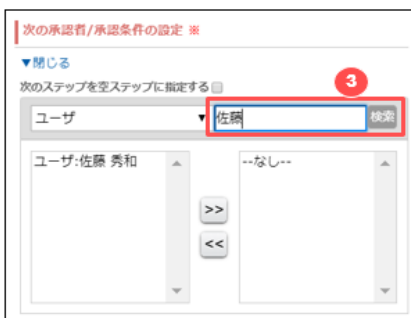 次の承認者/承認条件の設定 ※
▼閉じる
次のステップを空ステップに指定する
3
ユーザ ▼ 佐藤 検索
ユーザ:佐藤 秀和
--なし--
>>
<<